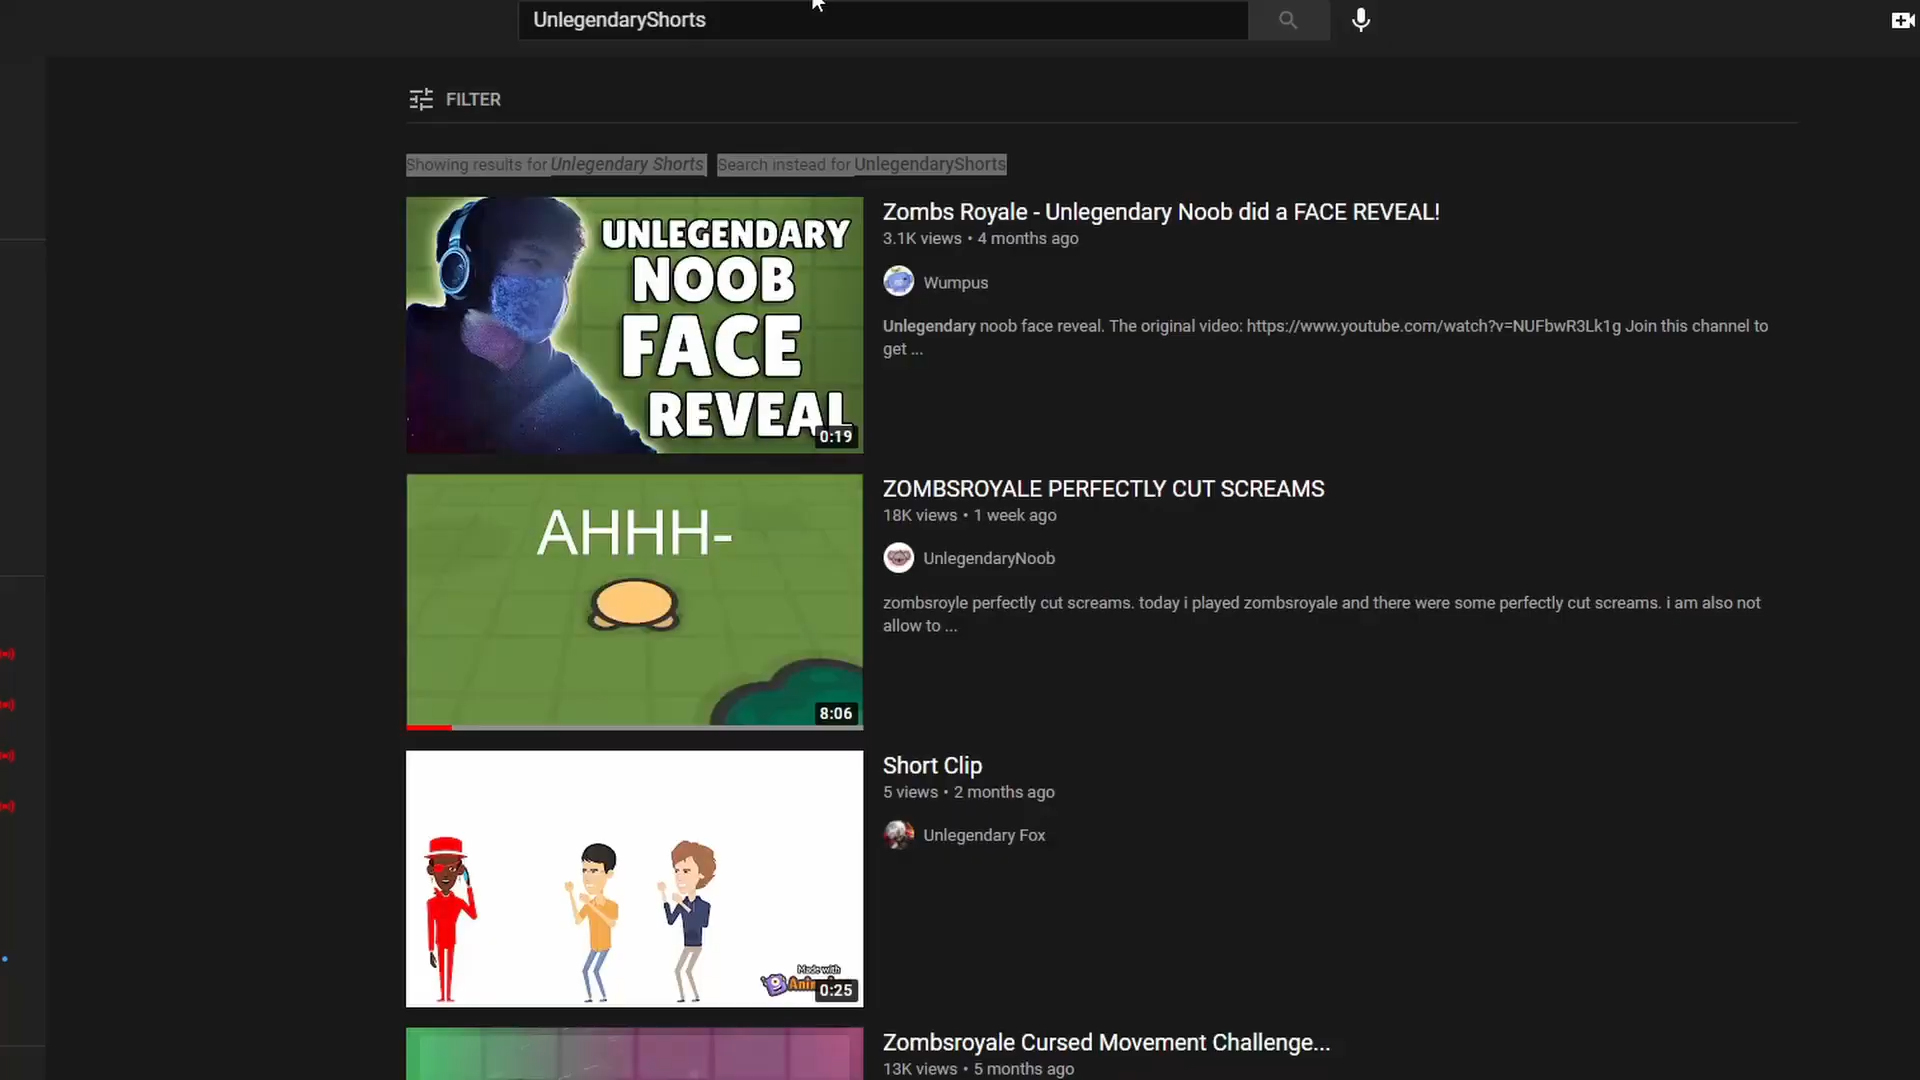 UnlegendaryShorts
FILTER
Showing results for Unlegendary Shorts Search instead for UnlegendaryShorts
UNLEGENDARY
NOOB
FACE
REVEAL
0:19
Zombs Royale - Unlegendary Noob did a FACE REVEAL!
3.1K views • 4 months ago
Wumpus
Unlegendary noob face reveal. The original video: https://www.youtube.com/watch?v=NUFbwR3Lk1g Join this channel to
get ...
AHHH-
8:06
ZOMBSROYALE PERFECTLY CUT SCREAMS
18K views • 1 week ago
UnlegendaryNoob
zombsroyle perfectly cut screams. today i played zombsroyale and there were some perfectly cut screams. i am also not
allow to ...
Made with
0:25
Short Clip
5 views • 2 months ago
Unlegendary Fox
Zombsroyale Cursed Movement Challenge...
13K views • 5 months ago